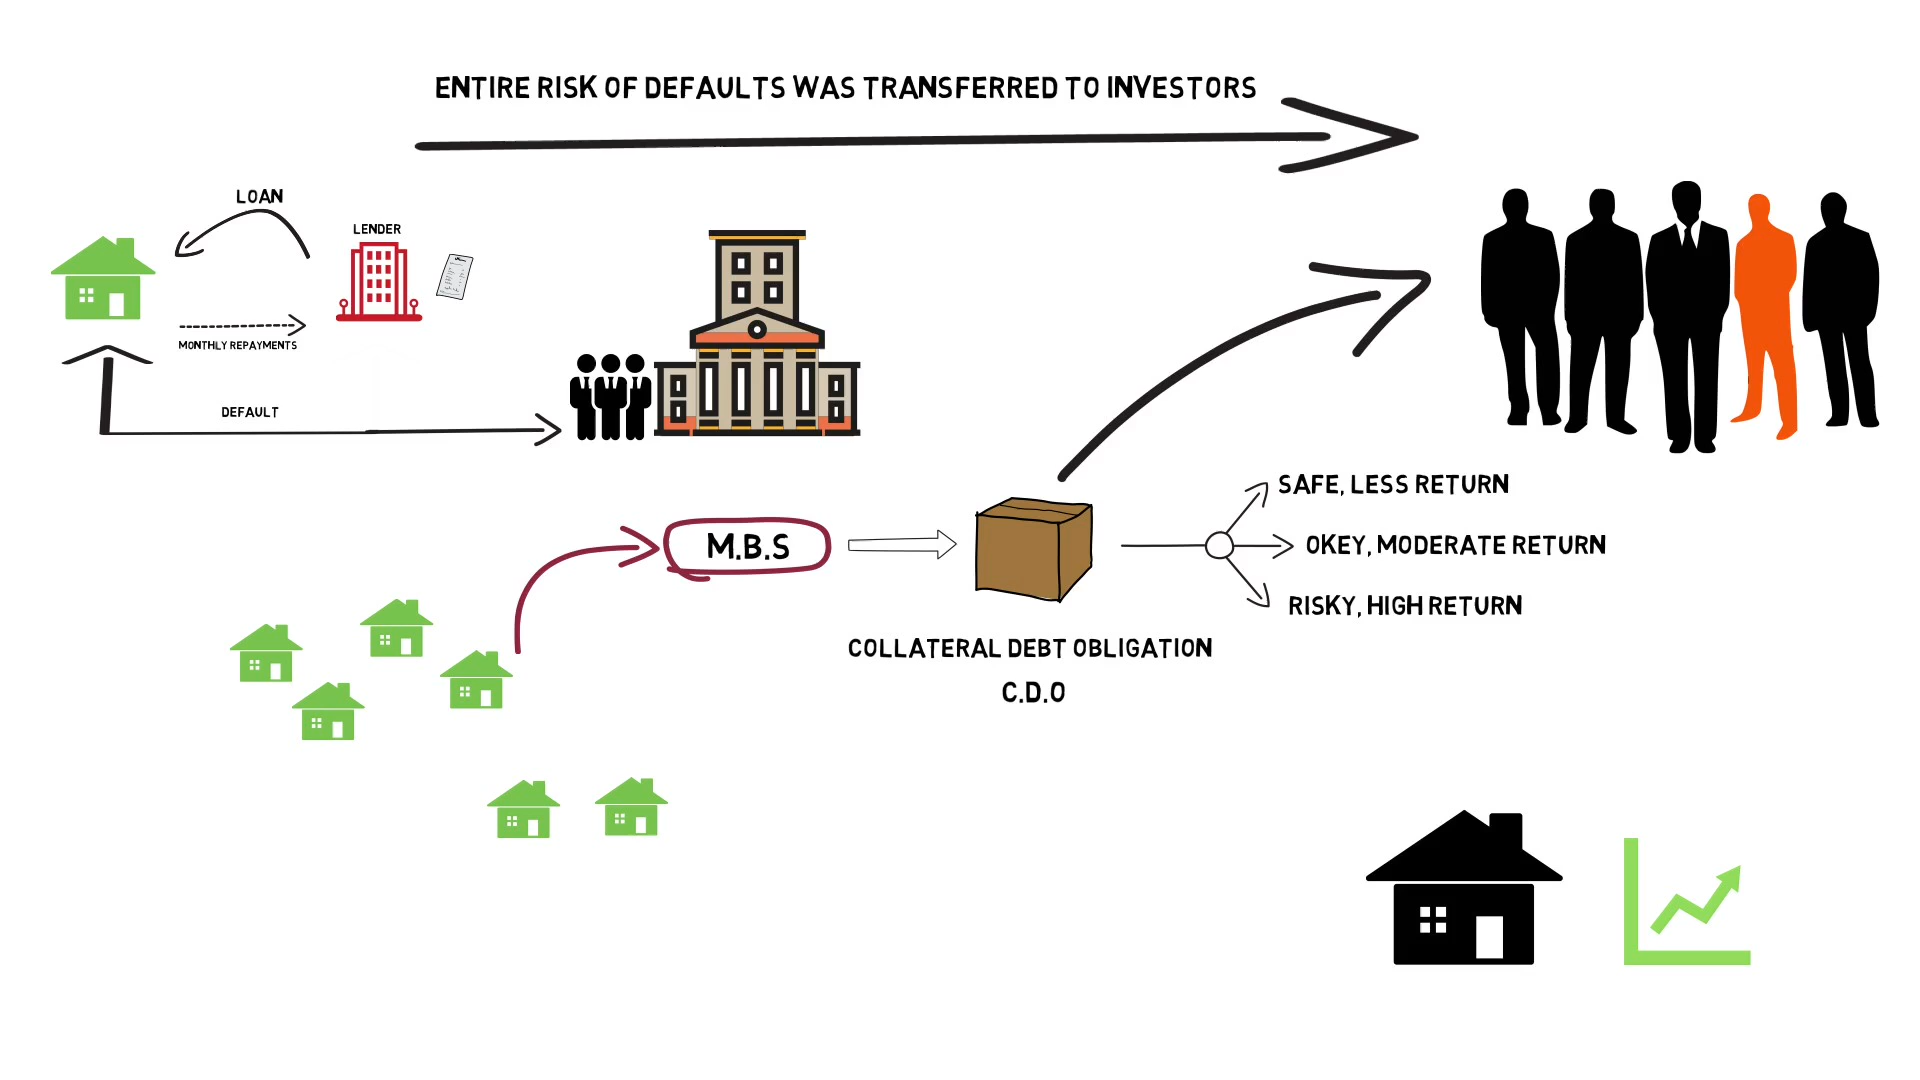 ENTIRE RISK OF DEFAULTS WAS TRANSFERRED TO INVESTORS
LOAN
LENDER
MONTHLY REPAYMENTS
DEFAULT
SAFE, LESS RETURN
M.B.S
OKEY, MODERATE RETURN
RISKY, HIGH RETURN
COLLATERAL DEBT OBLIGATION
C.D.O